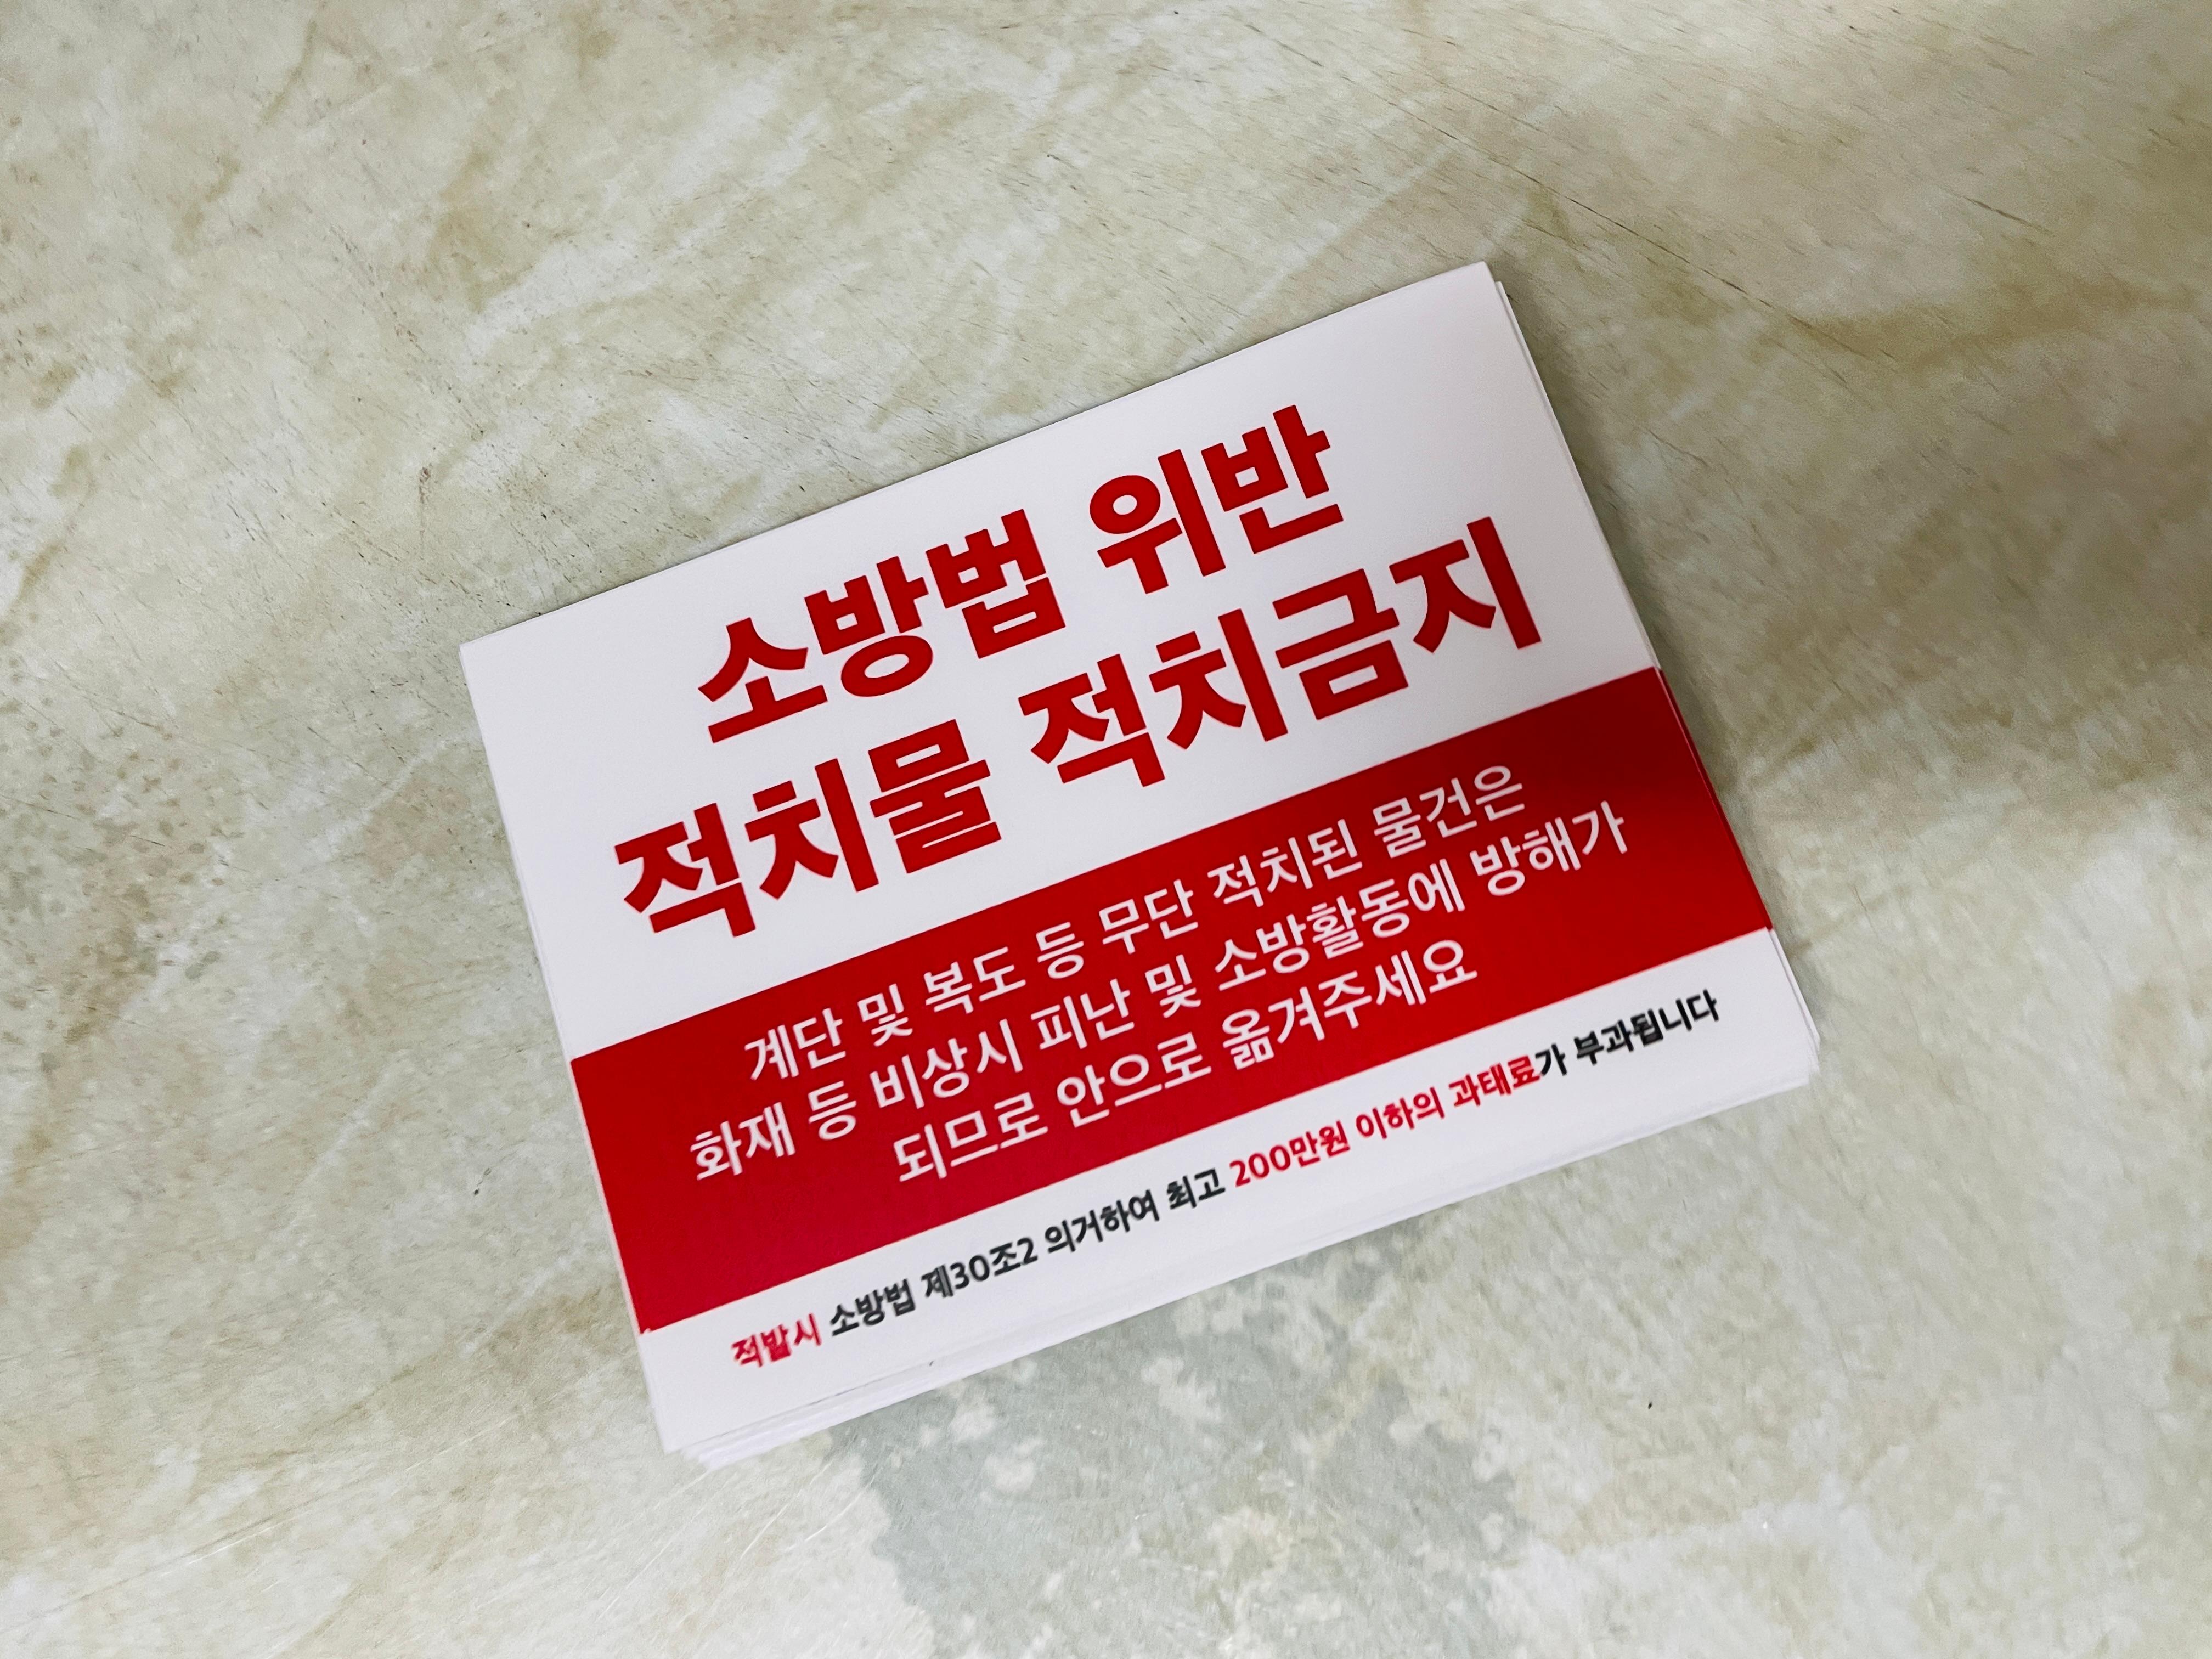 소방법 위반
적치물 적치금지
계단 및 복도 등 무단 적치된 물건은
화재 등 비상시 피난 및 소방활동에 방해가
되므로 안으로 옮겨주세요
적발시 소방법 제30조2 의거하여 최고 200만원 이하의 과태료가 부과됩니다